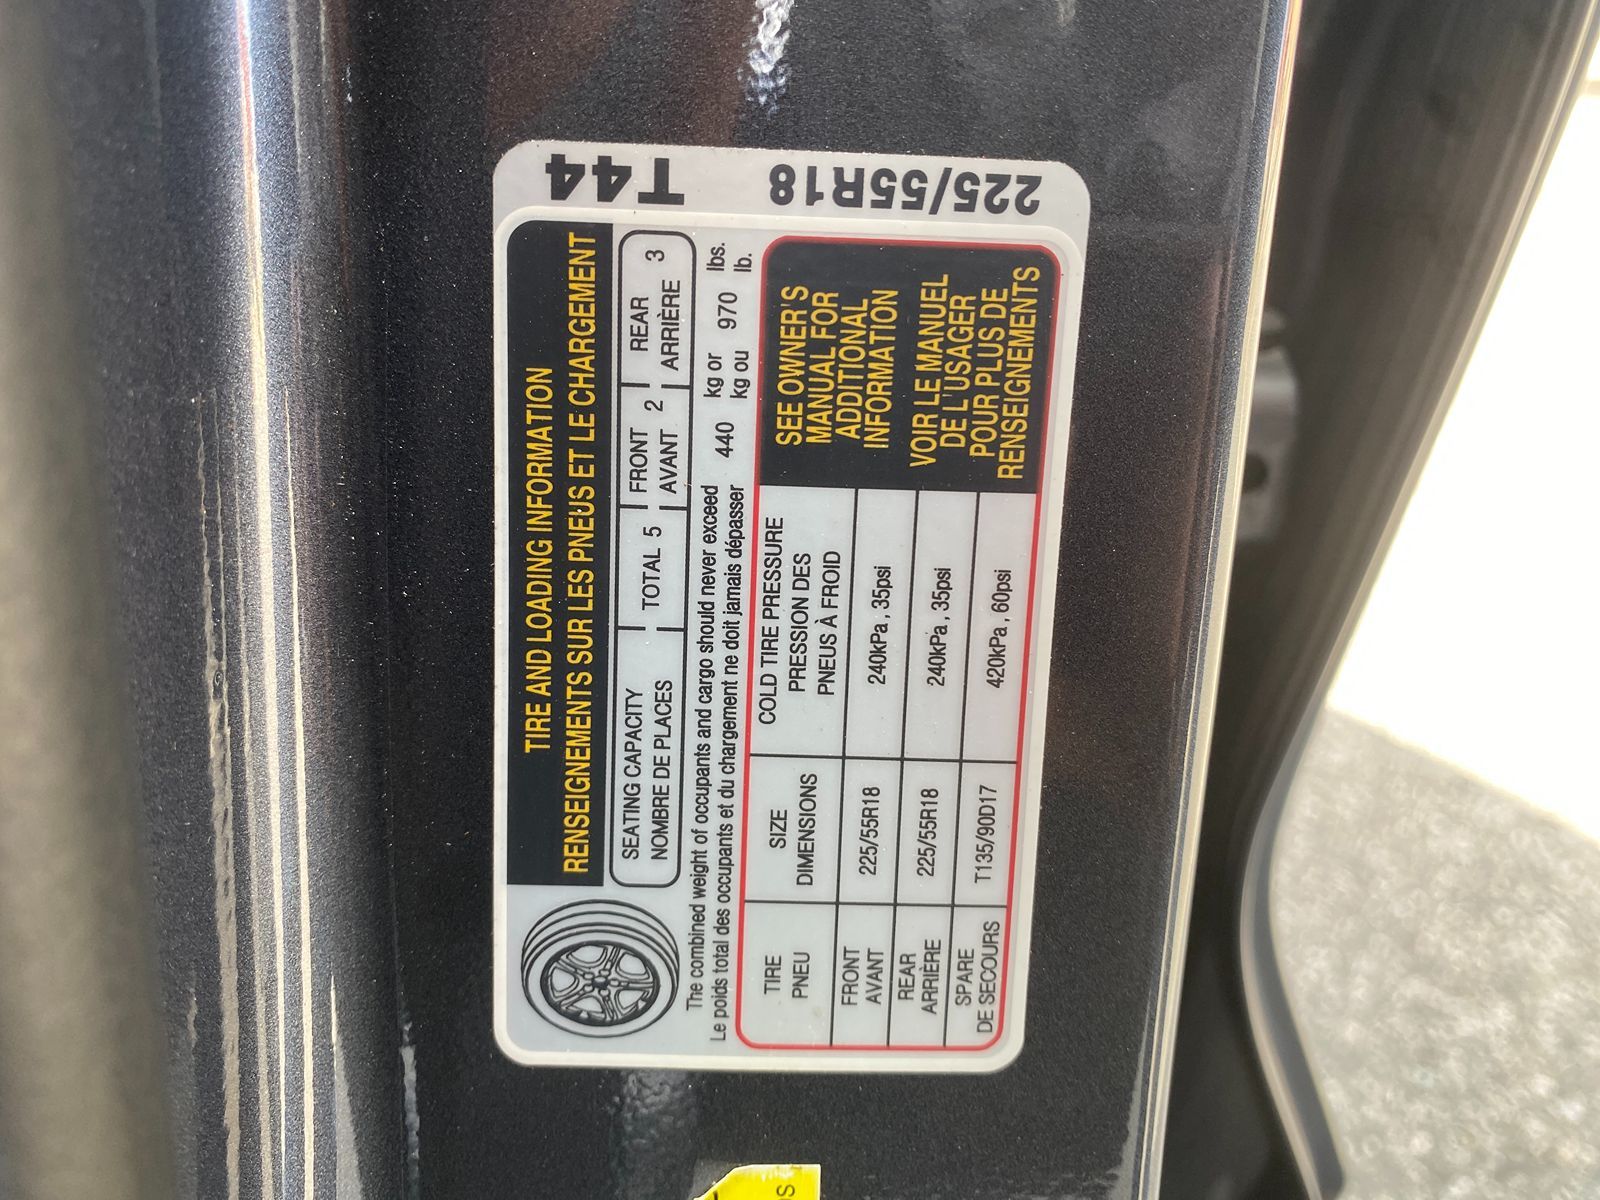 TIRE AND LOADING INFORMATION
RENSEIGNEMENTS SUR LES PNEUS ET LE CHARGEMENT
SEATING CAPACITY
NOMBRE DE PLACES
TOTAL 5
FRONT
AVANT 2
REAR
ARRIÈRE 3
The combined weight of occupants and cargo should never exceed 440 kg or 970 lbs.
Le poids total des occupants et du chargement ne doit jamais dépasser kg ou lb.
TIRE
PNEU
SIZE
DIMENSIONS
COLD TIRE PRESSURE
PRESSION DES
PNEUS À FROID
FRONT
AVANT
225/55R18
240kPa , 35psi
REAR
ARRIÈRE
225/55R18
240kPa , 35psi
SPARE
DE SECOURS
T135/90D17
420kPa , 60psi
SEE OWNER'S
MANUAL FOR
ADDITIONAL
INFORMATION
VOIR LE MANUEL
DE L'USAGER
POUR PLUS DE
RENSEIGNEMENTS
T44
225/55R18